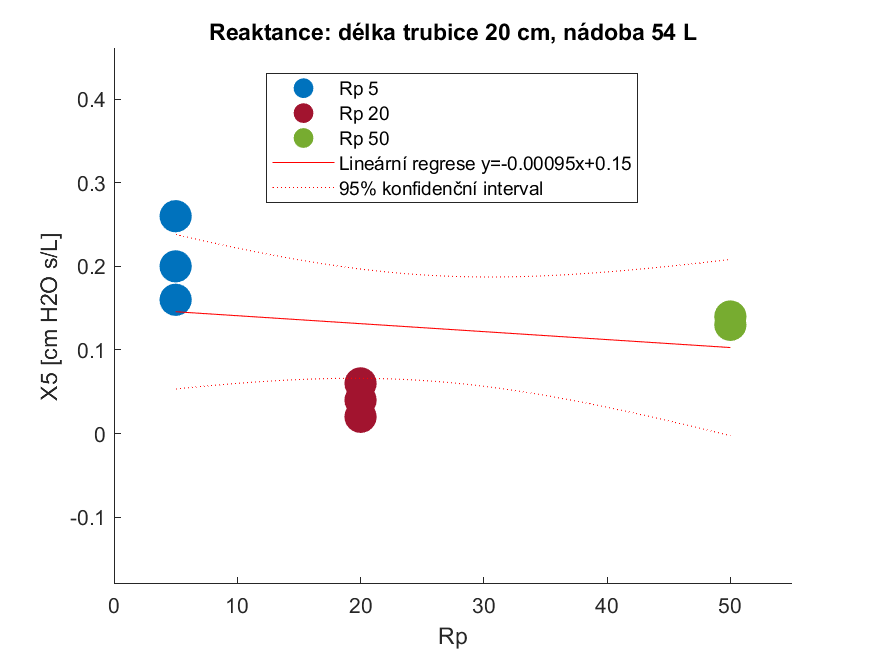 Reaktance: délka trubice 20 cm, nádoba 54 L
Rp 5
Rp 20
Rp 50
Lineární regrese y=-0.00095x+0.15
95% konfidenční interval
X5 [cm H2O s/L]
0.4
0.3
0.2
0.1
0
-0.1
0 10 20 30 40 50
Rp